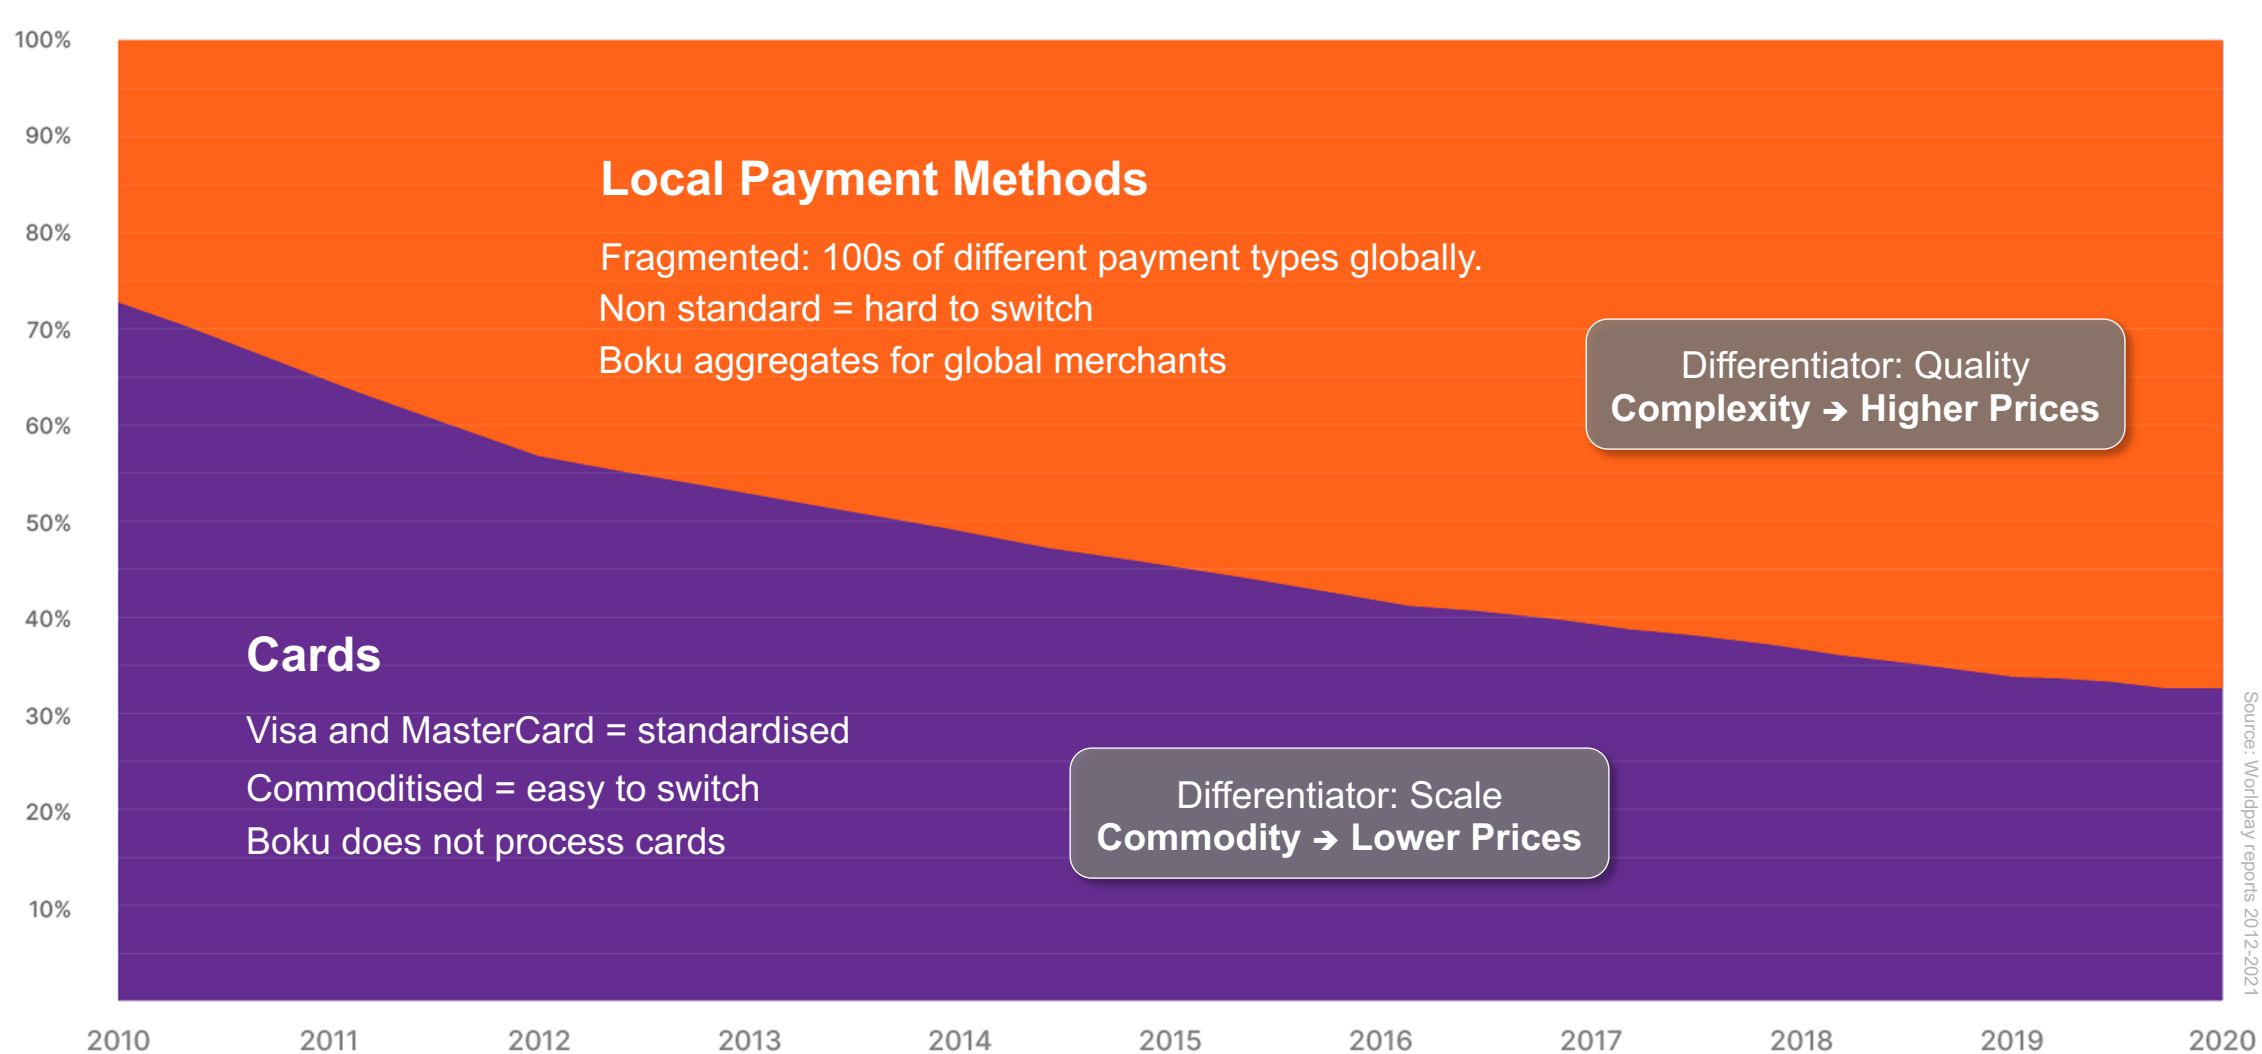 100%
90%
80%
70%
60%
50%
40%
30%
20%
10%
Local Payment Methods
Fragmented: 100s of different payment types globally.
Non standard = hard to switch
Boku aggregates for global merchants
Differentiator: Quality
Complexity ➔ Higher Prices
Cards
Visa and MasterCard = standardised
Commoditised = easy to switch
Boku does not process cards
Differentiator: Scale
Commodity ➔ Lower Prices
Source: Worldpay reports 2012-2021
2010 2011 2012 2013 2014 2015 2016 2017 2018 2019 2020